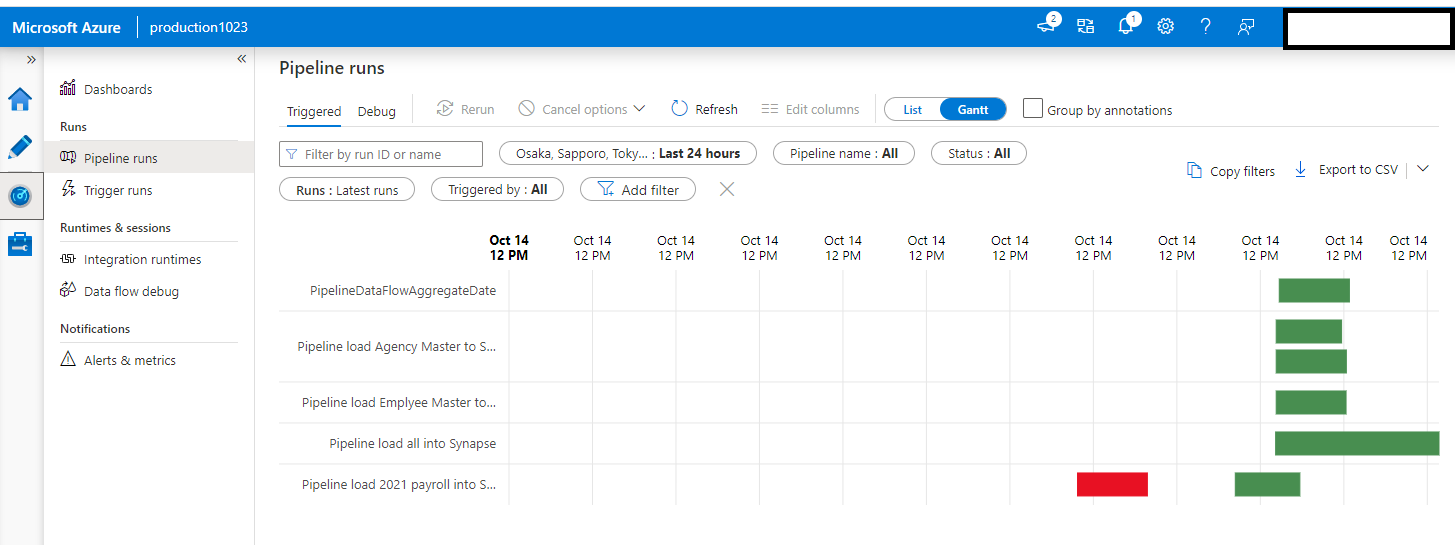 Microsoft Azure production1023 2 1
Pipeline runs
Dashboards
Triggered Debug Rerun Cancel options Refresh Edit columns List Gantt Group by annotations
Runs
Pipeline runs
Filter by run ID or name Osaka, Sapporo, Toky... : Last 24 hours Pipeline name : All Status : All
Copy filters Export to CSV
Trigger runs
Runs : Latest runs Triggered by : All Add filter
Runtimes & sessions
Integration runtimes
Data flow debug
Notifications
Alerts & metrics
Oct 14 Oct 14 Oct 14 Oct 14 Oct 14 Oct 14 Oct 14 Oct 14 Oct 14 Oct 14 Oct 14 Oct 14
12 PM 12 PM 12 PM 12 PM 12 PM 12 PM 12 PM 12 PM 12 PM 12 PM 12 PM 12 PM
PipelineDataFlowAggregateDate
Pipeline load Agency Master to S...
Pipeline load Emplyee Master to...
Pipeline load all into Synapse
Pipeline load 2021 payroll into S...